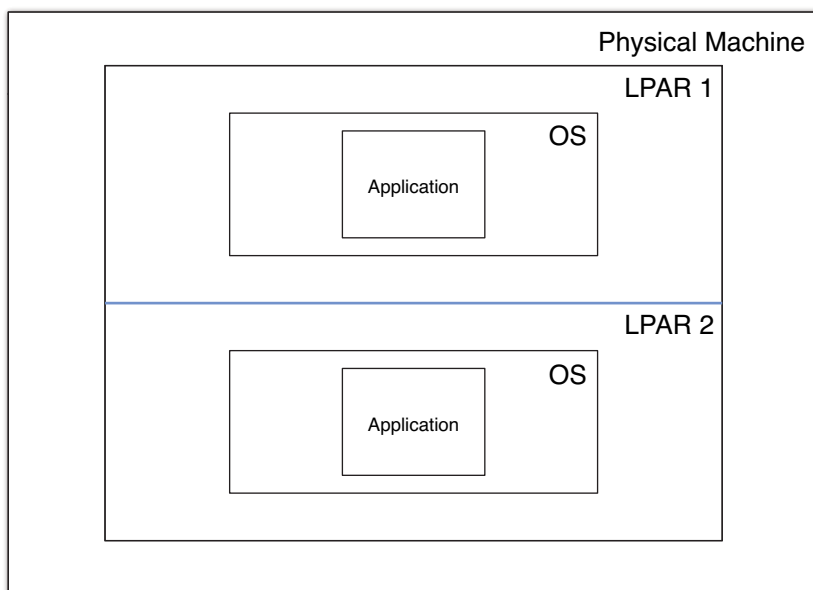 Physical Machine
LPAR 1
OS
Application
LPAR 2
OS
Application